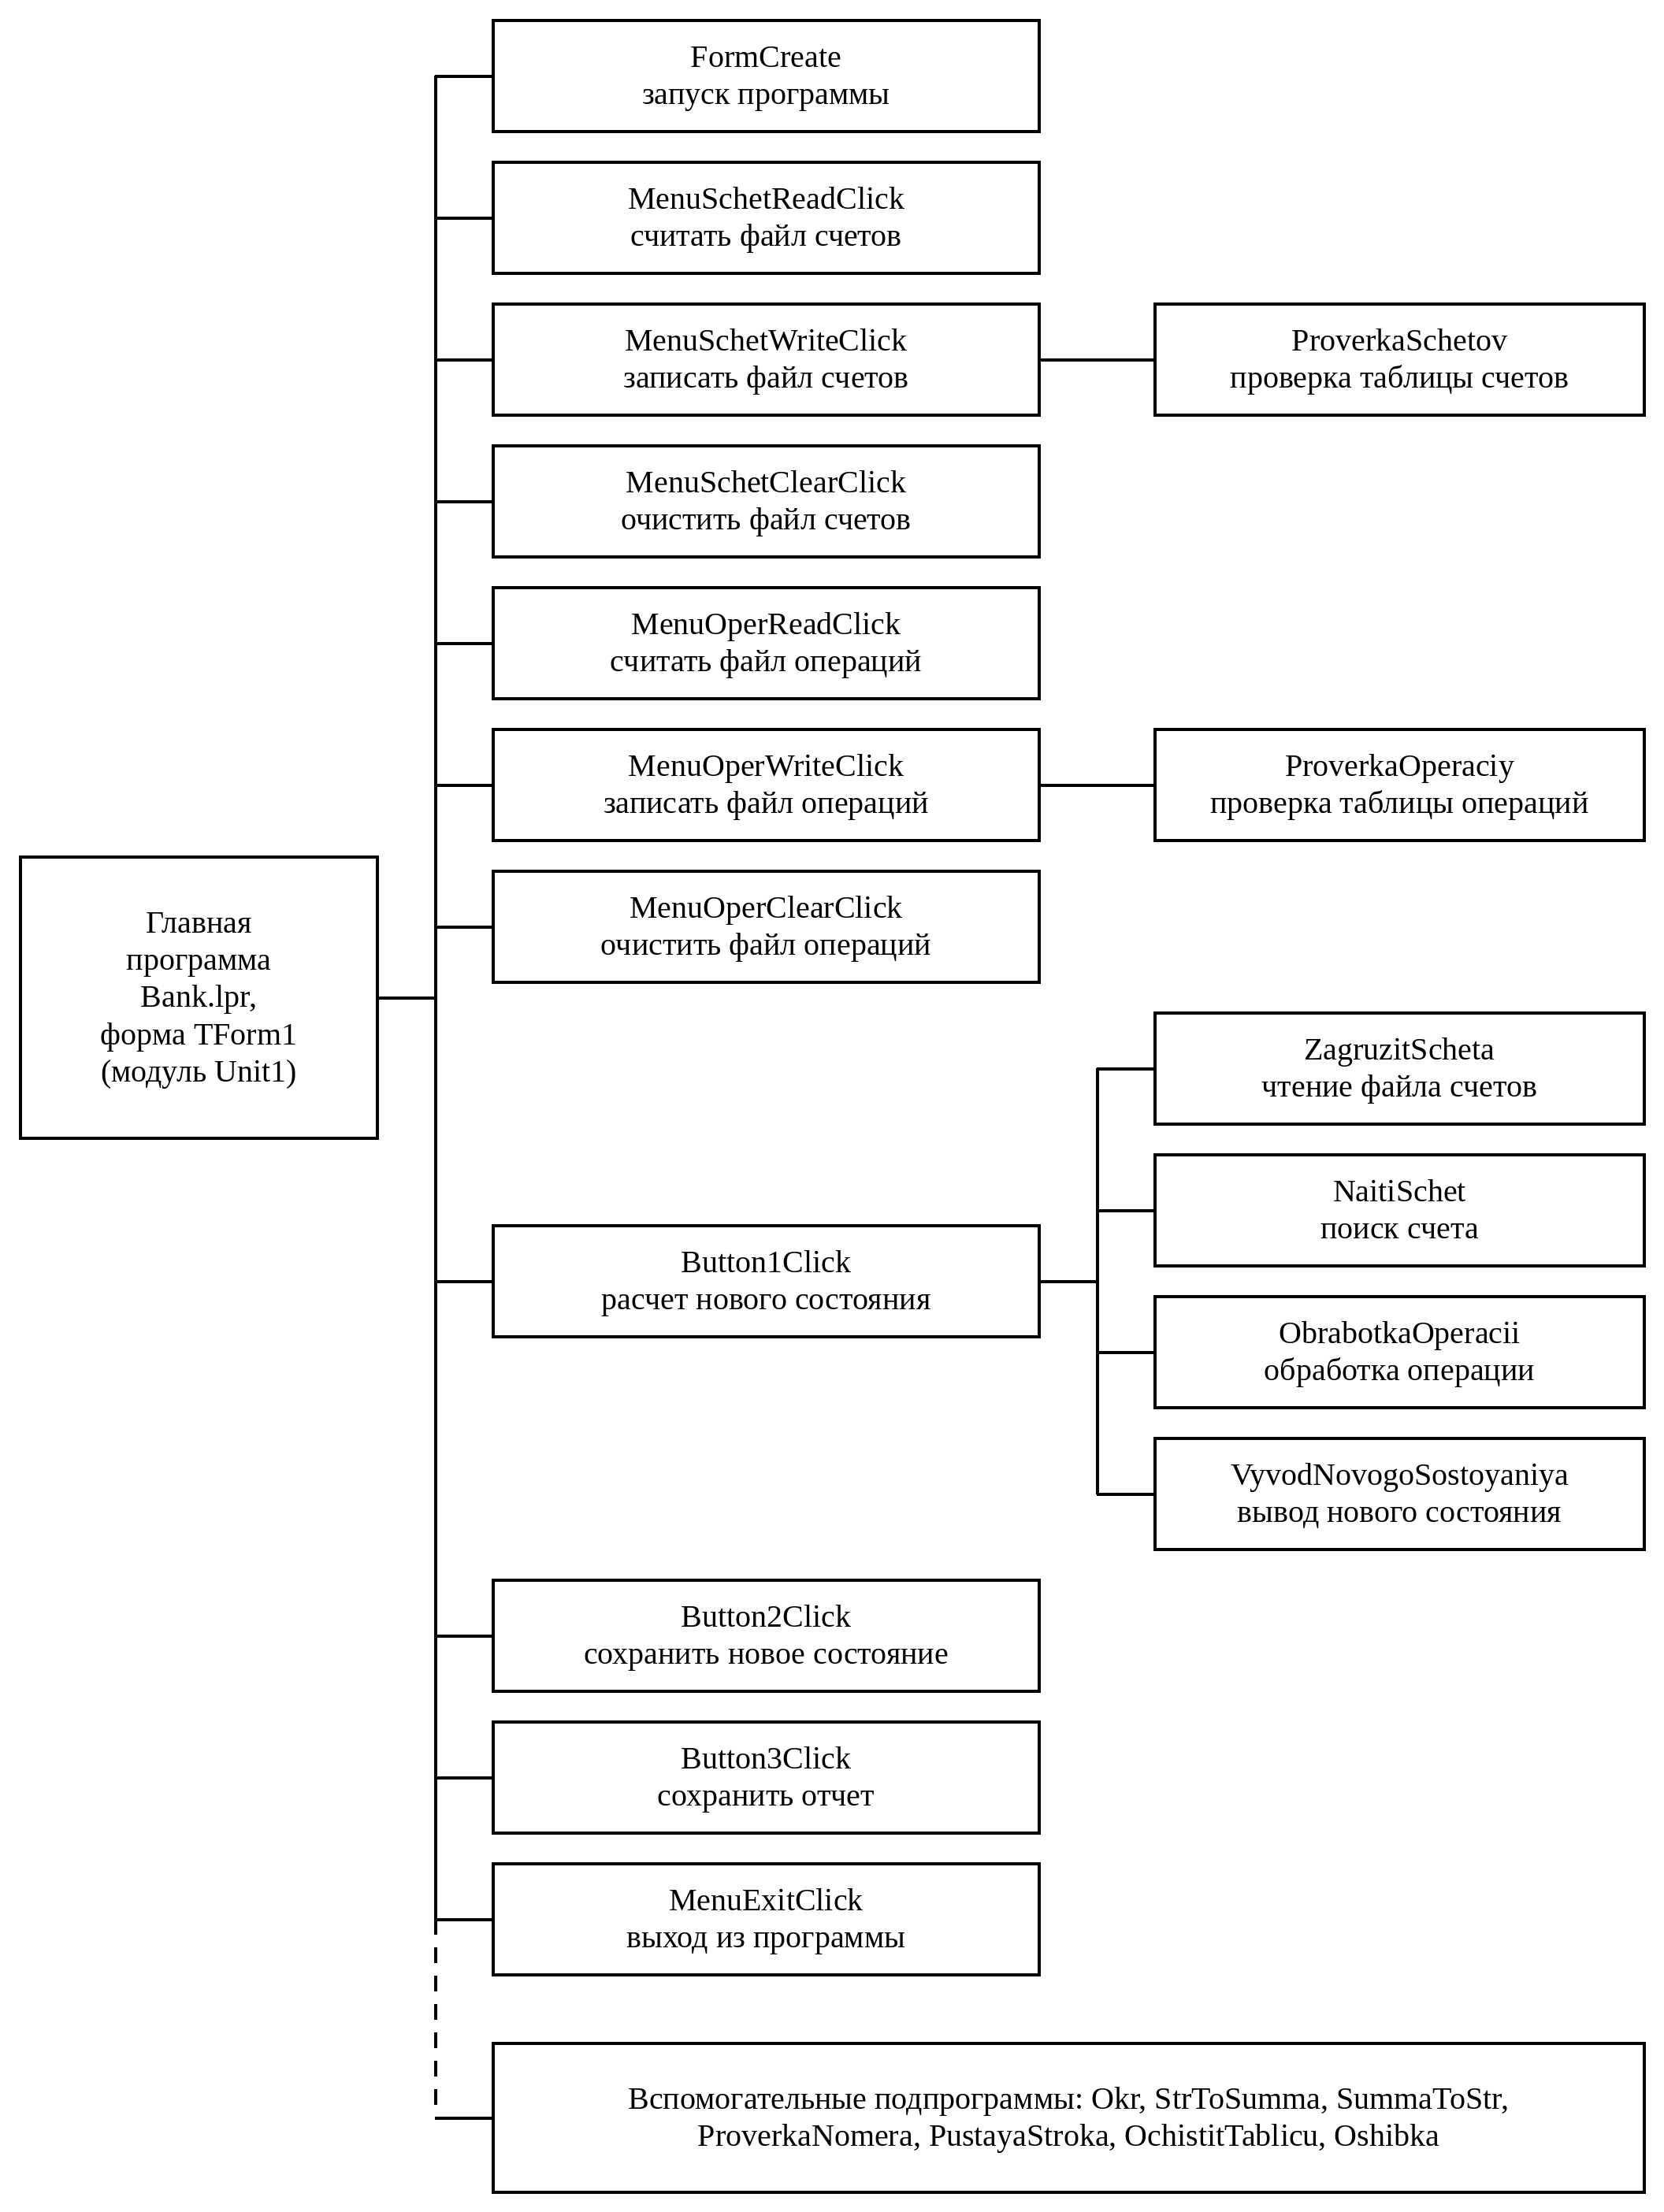 FormCreate
запуск программы
MenuSchetReadClick
считать файл счетов
MenuSchetWriteClick
записать файл счетов
ProverkaSchetov
проверка таблицы счетов
MenuSchetClearClick
очистить файл счетов
MenuOperReadClick
считать файл операций
MenuOperWriteClick
записать файл операций
ProverkaOperaciy
проверка таблицы операций
MenuOperClearClick
очистить файл операций
Главная
программа
Bank.lpr,
форма TForm1
(модуль Unit1)
ZagruzitScheta
чтение файла счетов
NaitiSchet
поиск счета
Button1Click
расчет нового состояния
ObrabotkaOperacii
обработка операции
VyvodNovogoSostoyaniya
вывод нового состояния
Button2Click
сохранить новое состояние
Button3Click
сохранить отчет
MenuExitClick
выход из программы
Вспомогательные подпрограммы: Okr, StrToSumma, SummaToStr,
ProverkaNomera, PustayaStroka, OchistitTablicu, Oshibka